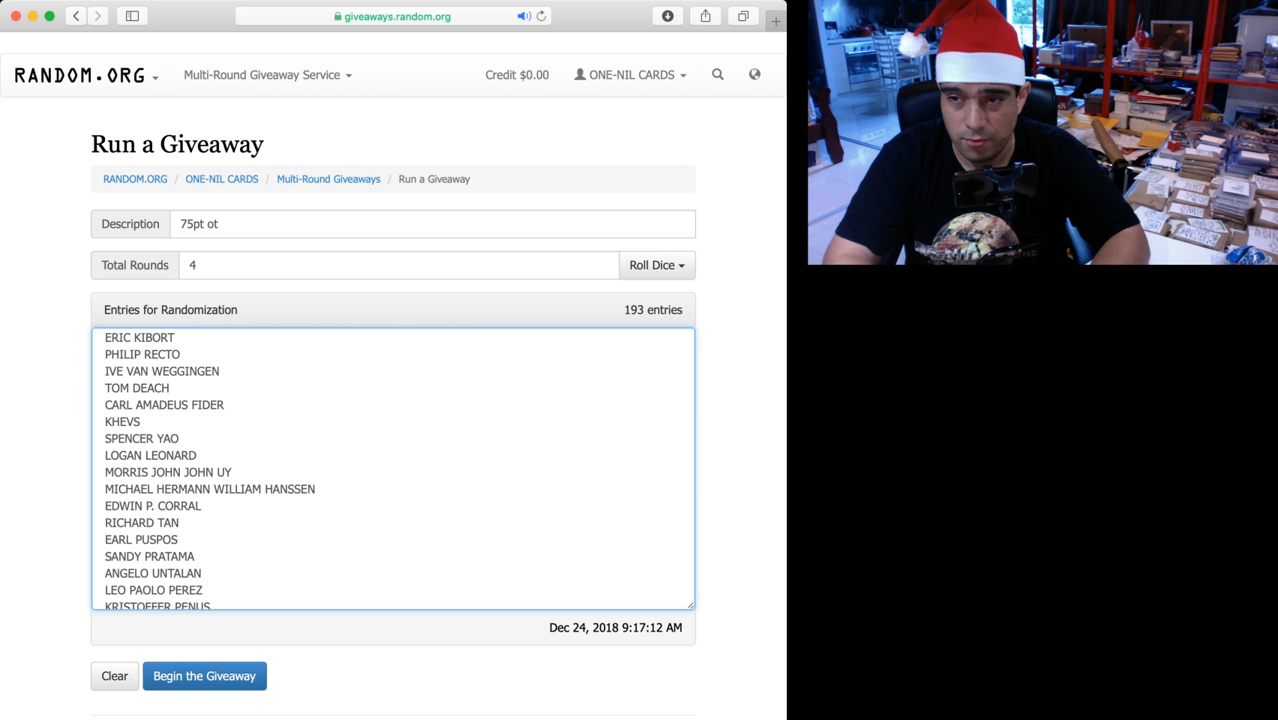 giveaways.random.org
RANDOM.ORG
Multi-Round Giveaway Service
Credit $0.00
ONE-NIL CARDS
Run a Giveaway
RANDOM.ORG / ONE-NIL CARDS / Multi-Round Giveaways / Run a Giveaway
Description 75pt ot
Total Rounds 4 Roll Dice
Entries for Randomization 193 entries
ERIC KIBORT
PHILIP RECTO
IVE VAN WEGGINGEN
TOM DEACH
CARL AMADEUS FIDER
KHEVS
SPENCER YAO
LOGAN LEONARD
MORRIS JOHN JOHN UY
MICHAEL HERMANN WILLIAM HANSSEN
EDWIN P. CORRAL
RICHARD TAN
EARL PUSPOS
SANDY PRATAMA
ANGELO UNTALAN
LEO PAOLO PEREZ
KRISTOFFER PENUS
Dec 24, 2018 9:17:12 AM
Clear Begin the Giveaway